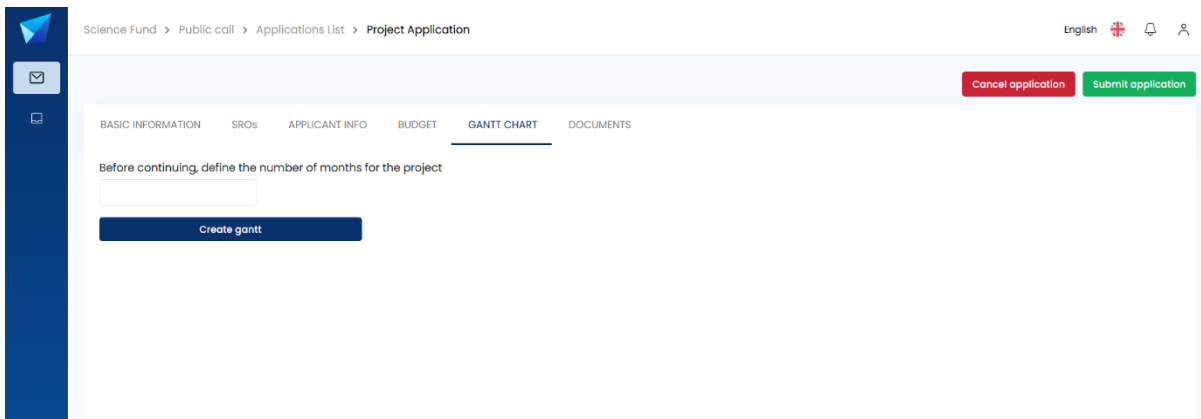 Science Fund > Public call > Applications List > Project Application
English
Cancel application
Submit application
BASIC INFORMATION SROs APPLICANT INFO BUDGET GANTT CHART DOCUMENTS
Before continuing, define the number of months for the project
Create gantt